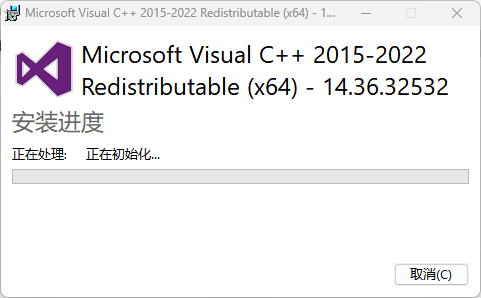 Microsoft Visual C++ 2015-2022 Redistributable (x64) - 1...
Microsoft Visual C++ 2015-2022
Redistributable (x64) - 14.36.32532
安装进度
正在处理: 正在初始化...
取消(C)